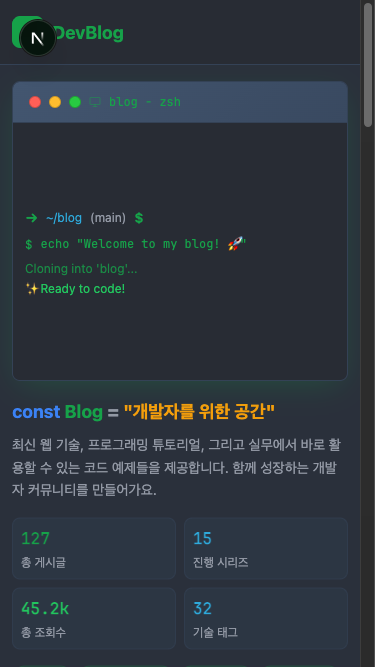 N DevBlog
blog - zsh
→ ~/blog (main) $
$ echo "Welcome to my blog! 🚀"
Cloning into 'blog'...
✨Ready to code!
const Blog = "개발자를 위한 공간"
최신 웹 기술, 프로그래밍 튜토리얼, 그리고 실무에서 바로 활
용할 수 있는 코드 예제들을 제공합니다. 함께 성장하는 개발
자 커뮤니티를 만들어가요.
127
총 게시글
15
진행 시리즈
45.2k
총 조회수
32
기술 태그